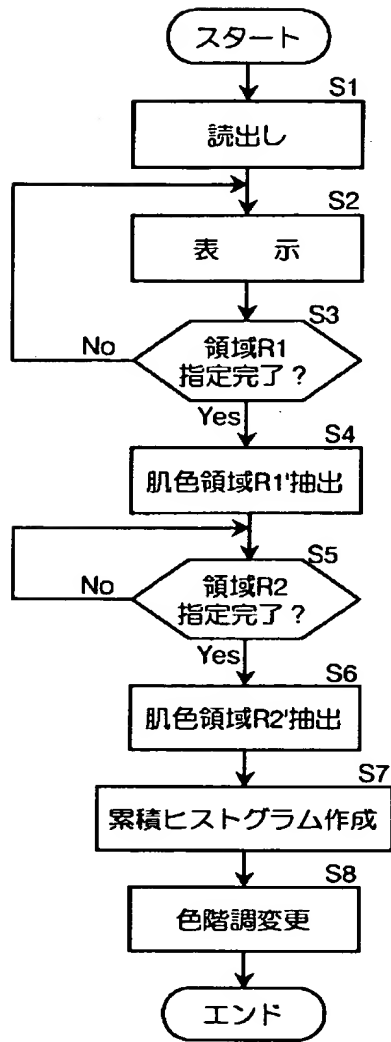 スタート
S1
読出し
S2
表　示
S3
領域R1
指定完了？
No
Yes
S4
肌色領域R1'抽出
S5
領域R2
指定完了？
No
Yes
S6
肌色領域R2'抽出
S7
累積ヒストグラム作成
S8
色階調変更
エンド